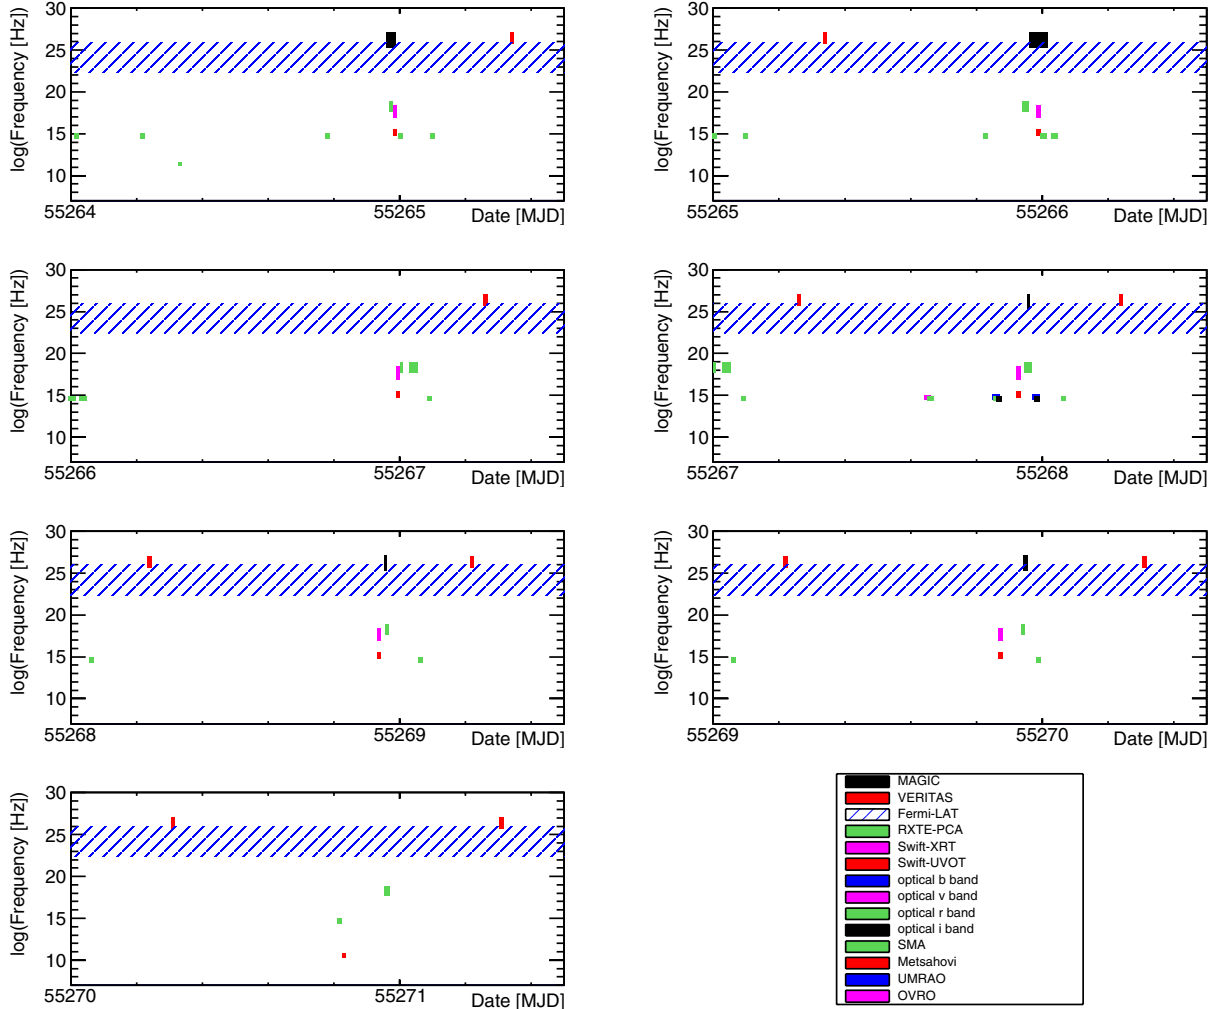 log(Frequency [Hz])
30
25
20
15
10
55264
55265
Date [MJD]
log(Frequency [Hz])
30
25
20
15
10
55265
55266
Date [MJD]
log(Frequency [Hz])
30
25
20
15
10
55266
55267
Date [MJD]
log(Frequency [Hz])
30
25
20
15
10
55267
55268
Date [MJD]
log(Frequency [Hz])
30
25
20
15
10
55268
55269
Date [MJD]
log(Frequency [Hz])
30
25
20
15
10
55269
55270
Date [MJD]
log(Frequency [Hz])
30
25
20
15
10
55270
55271
Date [MJD]
MAGIC
VERITAS
Fermi-LAT
RXTE-PCA
Swift-XRT
Swift-UVOT
optical b band
optical v band
optical r band
optical i band
SMA
Metsahovi
UMRAO
OVRO